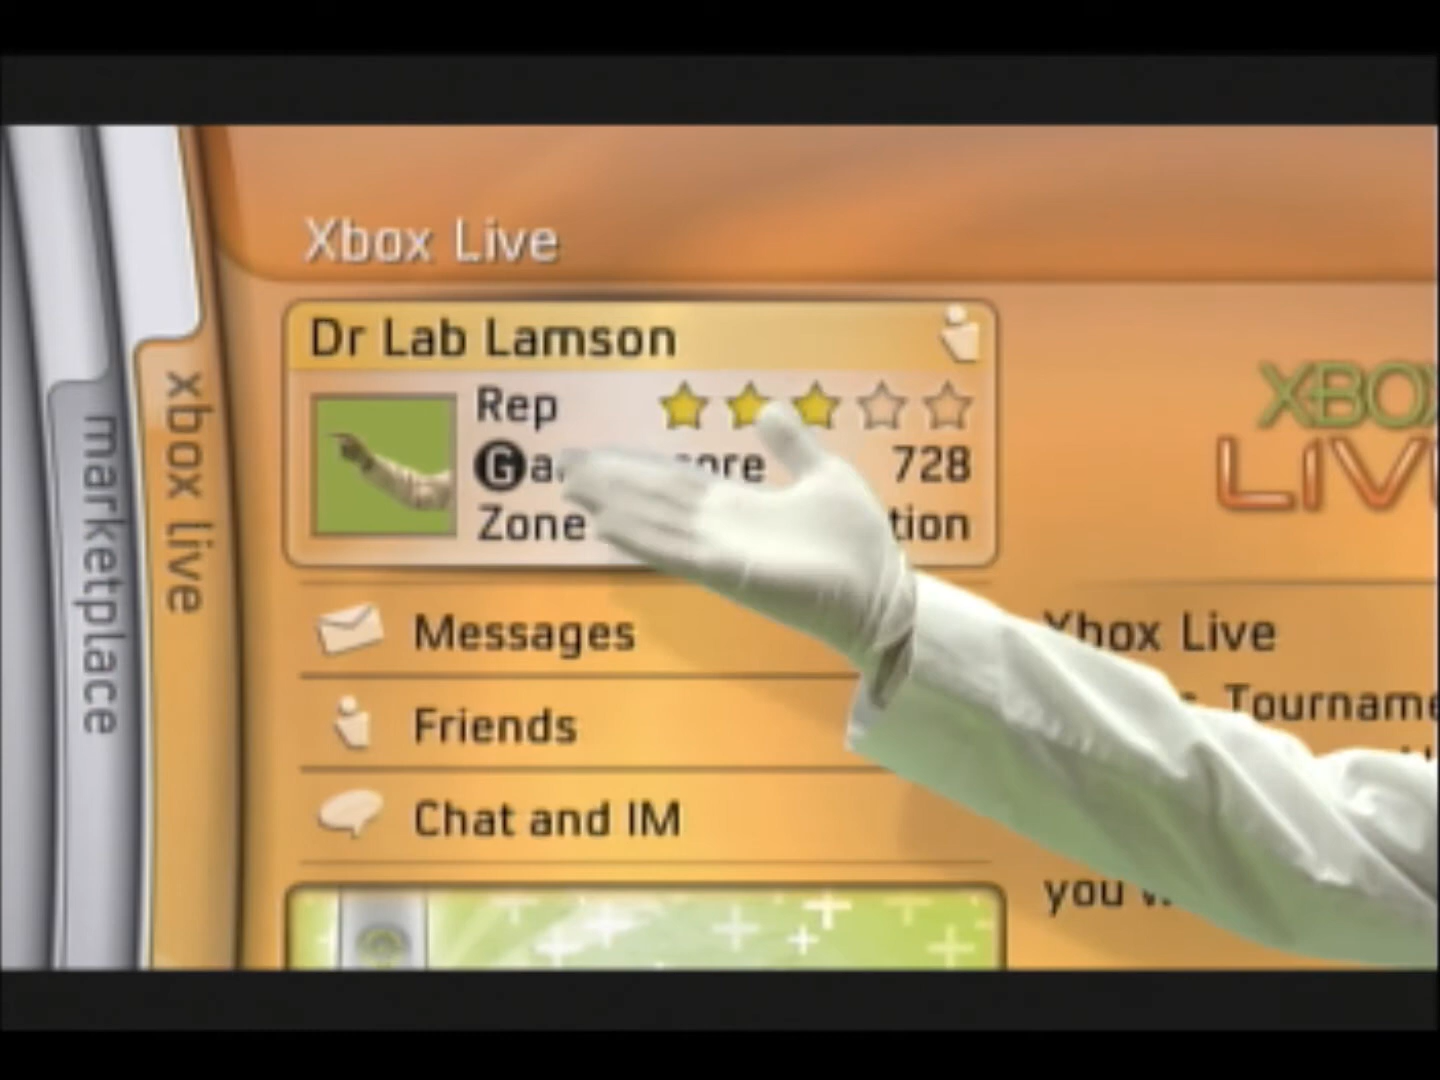 marketplace
xbox live
Xbox Live
Dr Lab Lamson
Rep
G 728
Zone
Messages
Friends
Chat and IM
XBOX
LIVE
Xbox Live
you